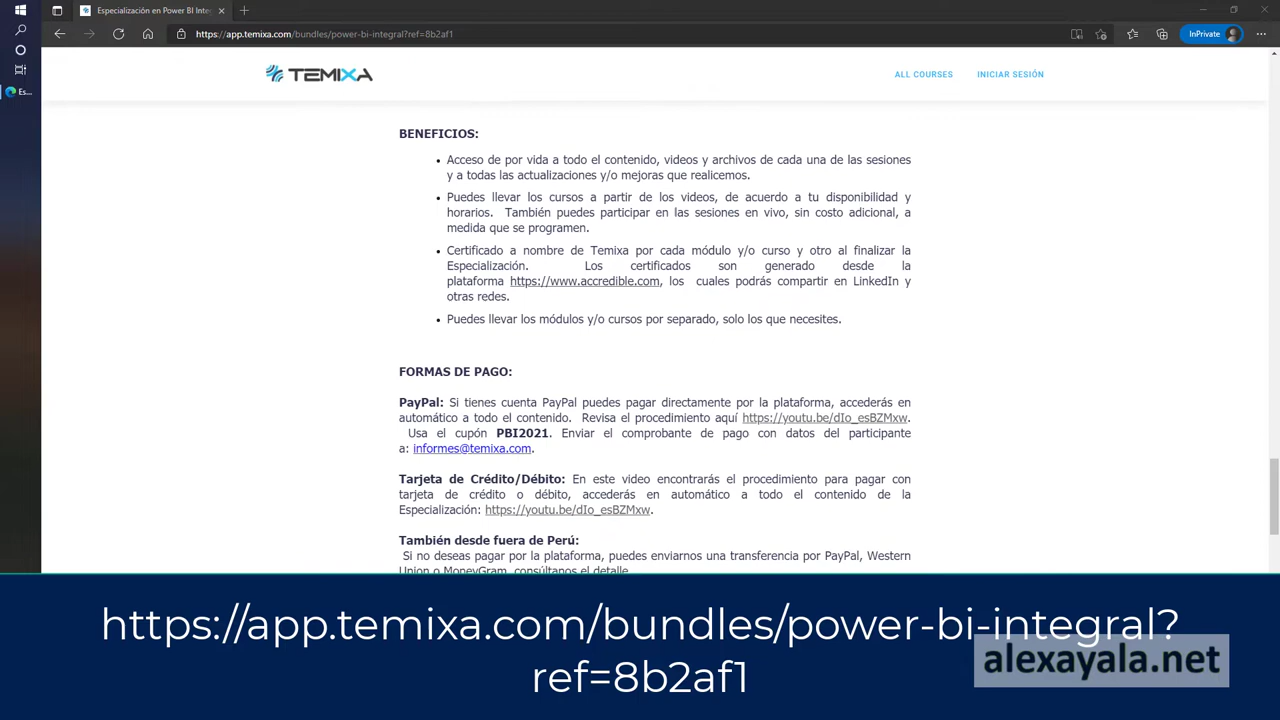 Especialización en Power BI Inte
https://app.temixa.com/bundles/power-bi-integral?ref=8b2af1
InPrivate
Es...
TEMIXA
ALL COURSES
INICIAR SESIÓN
BENEFICIOS:
• Acceso de por vida a todo el contenido, videos y archivos de cada una de las sesiones
y a todas las actualizaciones y/o mejoras que realicemos.
• Puedes llevar los cursos a partir de los videos, de acuerdo a tu disponibilidad y
horarios. También puedes participar en las sesiones en vivo, sin costo adicional, a
medida que se programen.
• Certificado a nombre de Temixa por cada módulo y/o curso y otro al finalizar la
Especialización. Los certificados son generado desde la
plataforma https://www.accredible.com, los cuales podrás compartir en LinkedIn y
otras redes.
• Puedes llevar los módulos y/o cursos por separado, solo los que necesites.
FORMAS DE PAGO:
PayPal: Si tienes cuenta PayPal puedes pagar directamente por la plataforma, accederás en
automático a todo el contenido. Revisa el procedimiento aquí https://youtu.be/dIo_esBZMxw.
Usa el cupón PBI2021. Enviar el comprobante de pago con datos del participante
a: informes@temixa.com.
Tarjeta de Crédito/Débito: En este video encontrarás el procedimiento para pagar con
tarjeta de crédito o débito, accederás en automático a todo el contenido de la
Especialización: https://youtu.be/dIo_esBZMxw.
También desde fuera de Perú:
Si no deseas pagar por la plataforma, puedes enviarnos una transferencia por PayPal, Western
Union o MoneyGram, consúltanos el detalle
https://app.temixa.com/bundles/power-bi-integral?
ref=8b2af1
alexayala.net